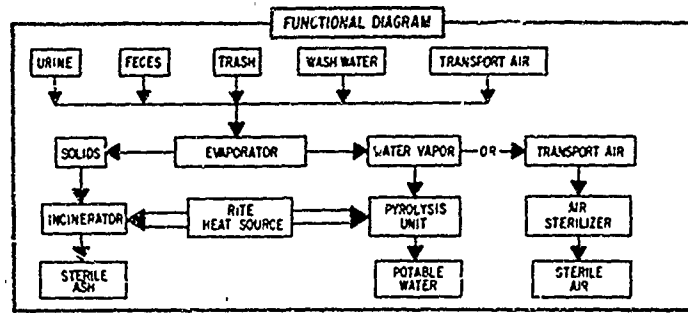 FUNCTIONAL DIAGRAM
URINE
FECES
TRASH
WASH WATER
TRANSPORT AIR
SOLIDS
EVAPORATOR
WATER VAPOR
OR
TRANSPORT AIR
INCINERATOR
RITE
HEAT SOURCE
PYROLYSIS
UNIT
AIR
STERILIZER
STERILE
ASH
POTABLE
WATER
STERILE
AIR